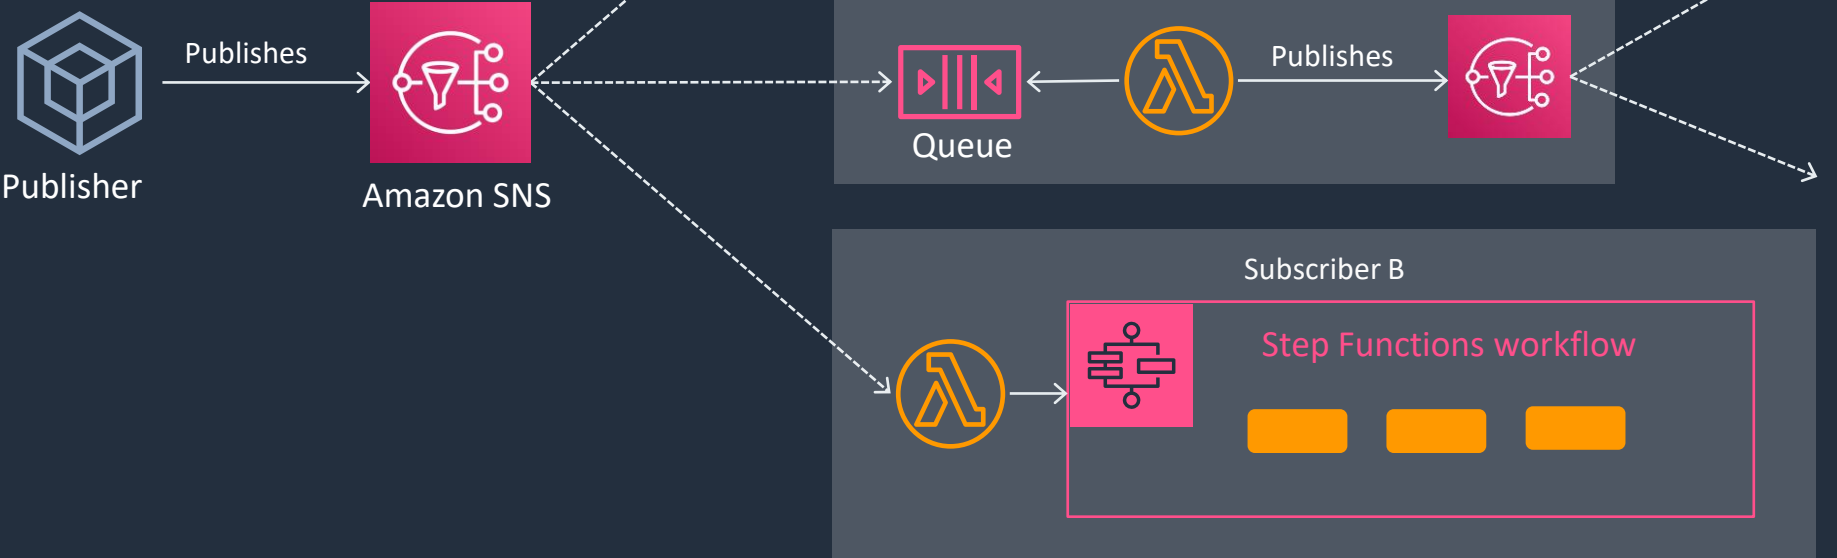 Publishes
Publisher
Amazon SNS
Queue
Publishes
Subscriber B
Step Functions workflow